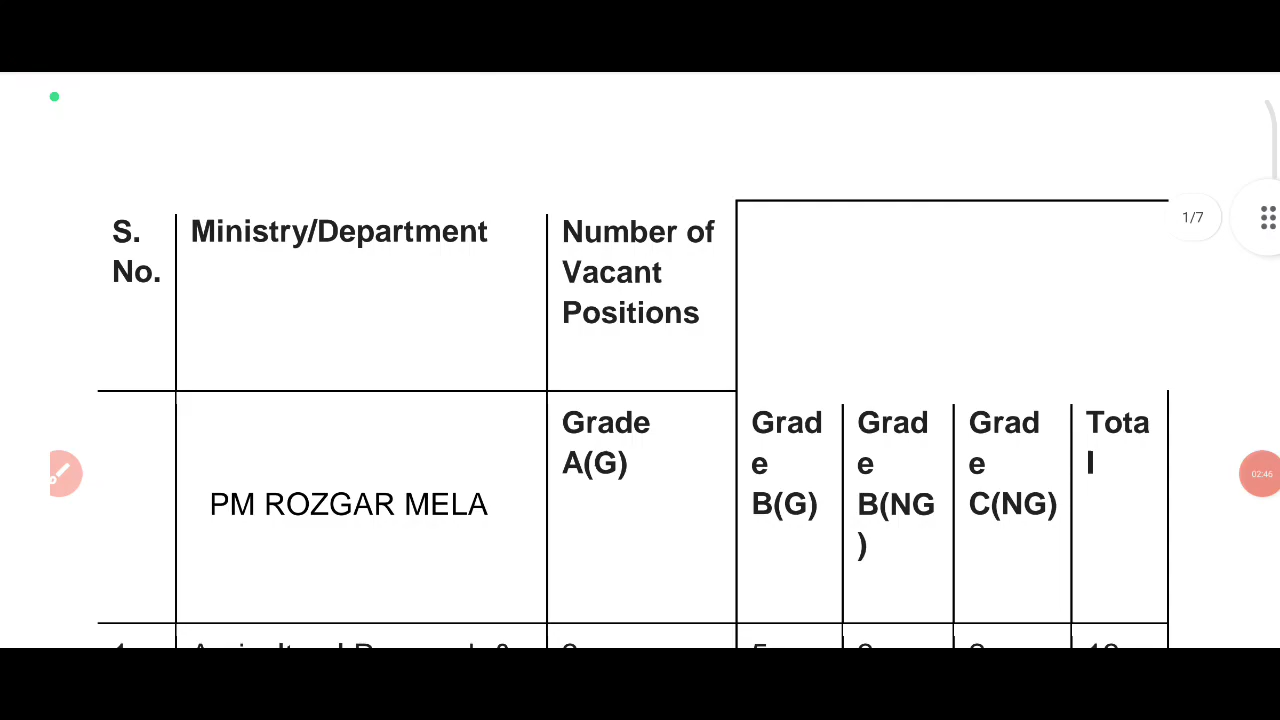 S.
No.
Ministry/Department
Number of
Vacant
Positions
1/7
PM ROZGAR MELA
Grade
A(G)
Grad
e
B(G)
Grad
e
B(NG
)
Grad
e
C(NG)
Tota
l
02:46